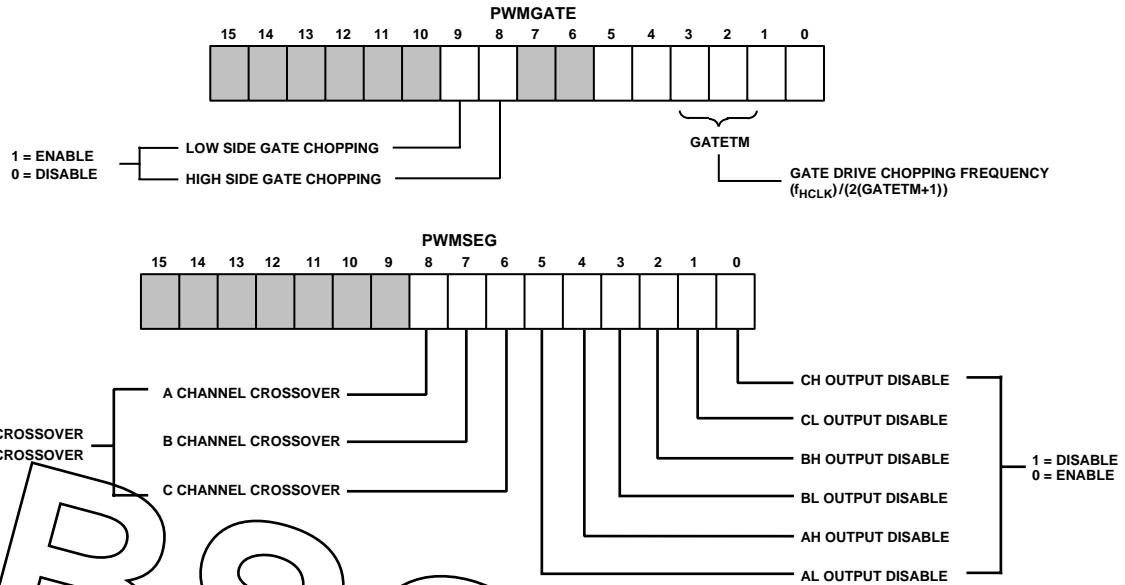 PWMGATE
15 14 13 12 11 10 9 8 7 6 5 4 3 2 1 0
1 = ENABLE
0 = DISABLE
LOW SIDE GATE CHOPPING
HIGH SIDE GATE CHOPPING
GATETM
GATE DRIVE CHOPPING FREQUENCY
(fHCLK)/(2(GATETM+1))
PWMSEG
15 14 13 12 11 10 9 8 7 6 5 4 3 2 1 0
CROSSOVER
CROSSOVER
A CHANNEL CROSSOVER
B CHANNEL CROSSOVER
C CHANNEL CROSSOVER
CH OUTPUT DISABLE
CL OUTPUT DISABLE
BH OUTPUT DISABLE
BL OUTPUT DISABLE
AH OUTPUT DISABLE
AL OUTPUT DISABLE
1 = DISABLE
0 = ENABLE